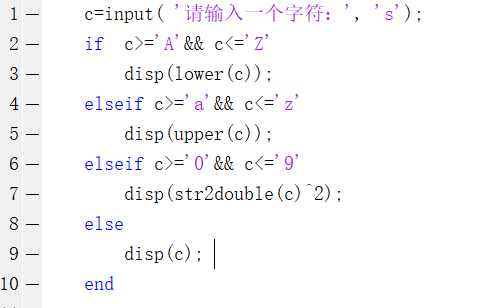 1 — c=input( '请输入一个字符: ', 's');
2 — if  c>='A'&& c<='Z'
3 —     disp(lower(c));
4 — elseif c>='a'&& c<='z'
5 —     disp(upper(c));
6 — elseif c>='0'&& c<='9'
7 —     disp(str2double(c)^2);
8 — else
9 —     disp(c);
10 — end